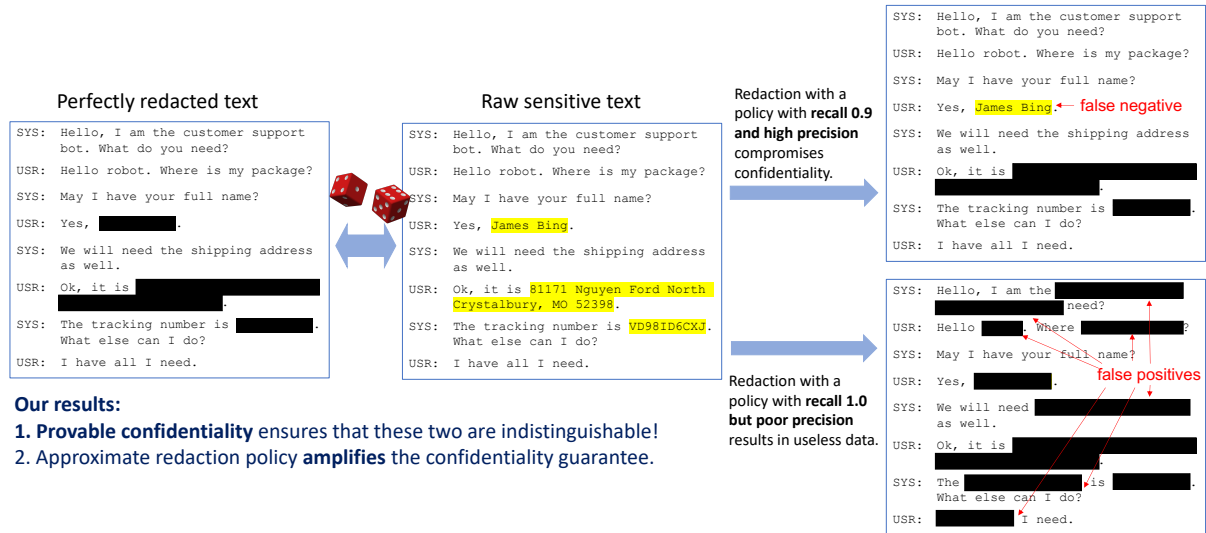 Perfectly redacted text
SYS: Hello, I am the customer support
bot. What do you need?
USR: Hello robot. Where is my package?
SYS: May I have your full name?
USR: Yes, .
SYS: We will need the shipping address
as well.
USR: Ok, it is
.
SYS: The tracking number is .
What else can I do?
USR: I have all I need.
Raw sensitive text
SYS: Hello, I am the customer support
bot. What do you need?
USR: Hello robot. Where is my package?
SYS: May I have your full name?
USR: Yes, James Bing.
SYS: We will need the shipping address
as well.
USR: Ok, it is 81171 Nguyen Ford North
Crystalbury, MO 52398.
SYS: The tracking number is VD98ID6CXJ.
What else can I do?
USR: I have all I need.
Our results:
1. Provable confidentiality ensures that these two are indistinguishable!
2. Approximate redaction policy amplifies the confidentiality guarantee.
Redaction with a
policy with recall 0.9
and high precision
compromises
confidentiality.
SYS: Hello, I am the customer support
bot. What do you need?
USR: Hello robot. Where is my package?
SYS: May I have your full name?
USR: Yes, James Bing. false negative
SYS: We will need the shipping address
as well.
USR: Ok, it is
.
SYS: The tracking number is .
What else can I do?
USR: I have all I need.
Redaction with a
policy with recall 1.0
but poor precision
results in useless data.
SYS: Hello, I am the
need?
USR: Hello . Where ?
SYS: May I have your full name?
false positives
USR: Yes, .
SYS: We will need
as well.
USR: Ok, it is
.
SYS: The is .
What else can I do?
USR: I need.